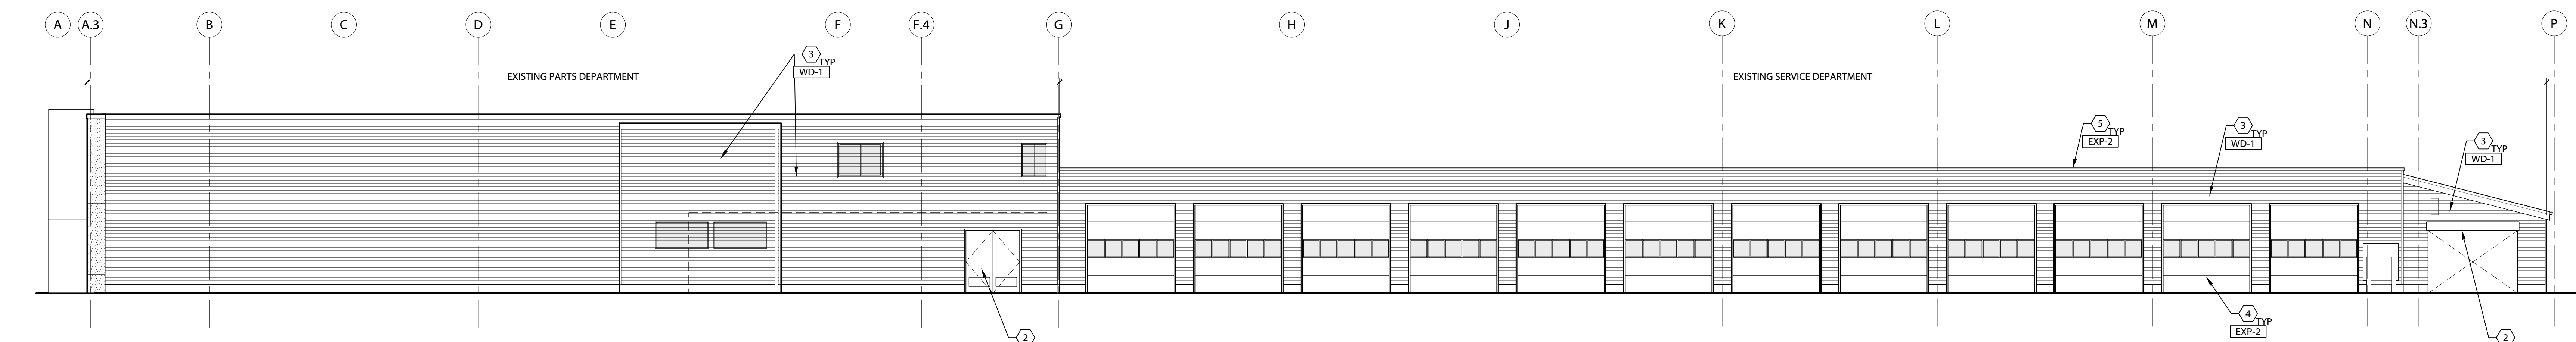 A A.3 B C D E F F.4 G H J K L M N N.3 P
3 TYP
WD-1
EXISTING PARTS DEPARTMENT
EXISTING SERVICE DEPARTMENT
5 TYP
EXP-2
3 TYP
WD-1
3 TYP
WD-1
4 TYP
EXP-2
2
2